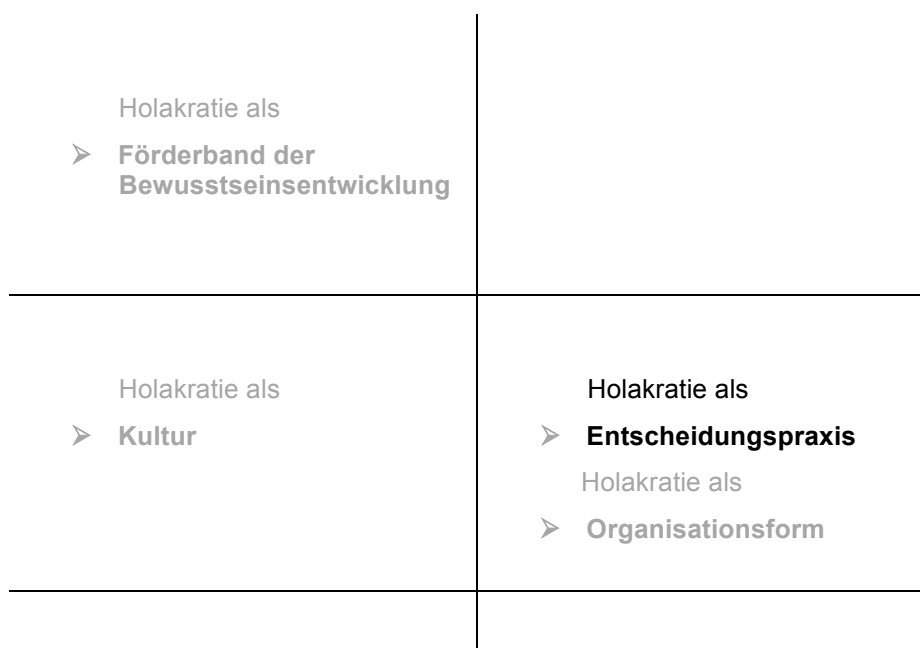 Holakratie als
➢ Förderband der
Bewusstseinsentwicklung
Holakratie als
➢ Kultur
Holakratie als
➢ Entscheidungspraxis
Holakratie als
➢ Organisationsform